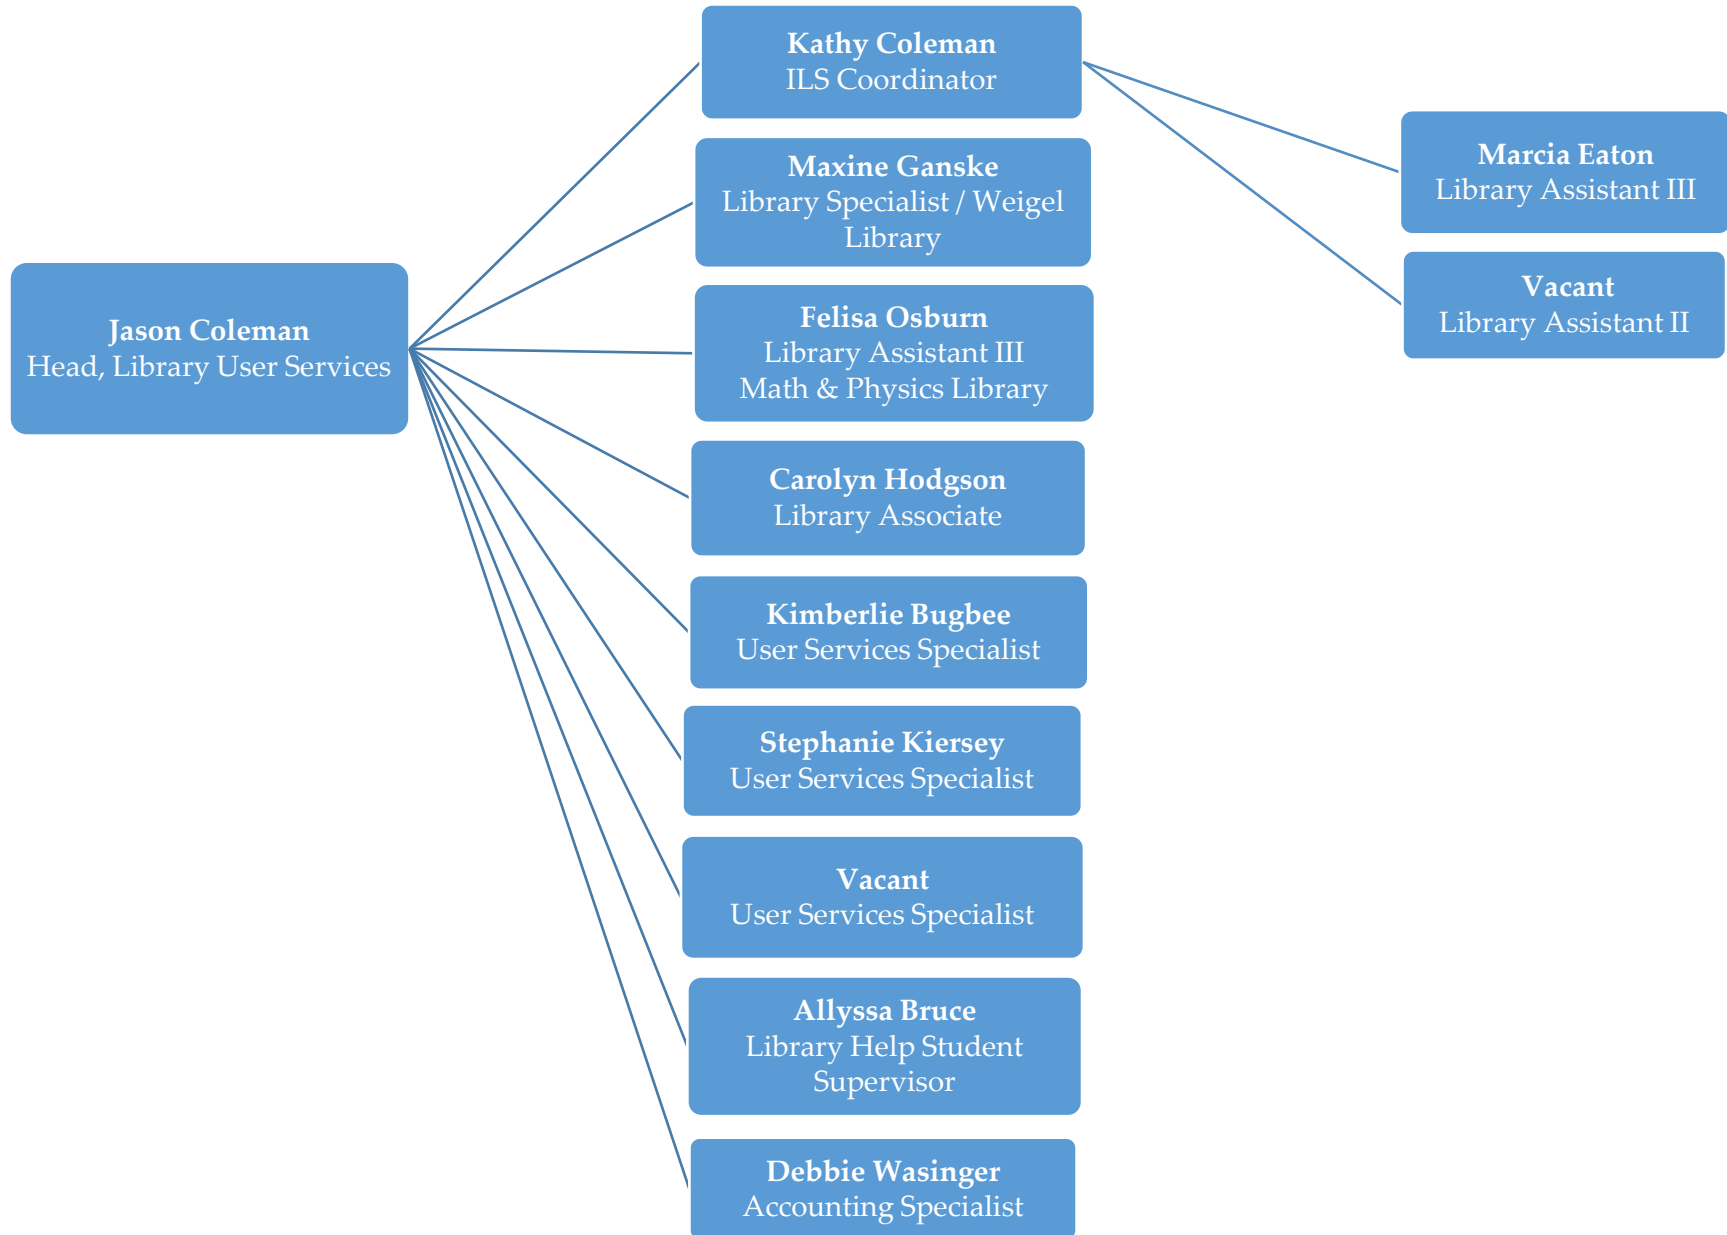 Kathy Coleman
ILS Coordinator
Marcia Eaton
Library Assistant III
Maxine Ganske
Library Specialist / Weigel
Library
Vacant
Library Assistant II
Jason Coleman
Head, Library User Services
Felisa Osburn
Library Assistant III
Math & Physics Library
Carolyn Hodgson
Library Associate
Kimberlie Bugbee
User Services Specialist
Stephanie Kiersey
User Services Specialist
Vacant
User Services Specialist
Allyssa Bruce
Library Help Student
Supervisor
Debbie Wasinger
Accounting Specialist